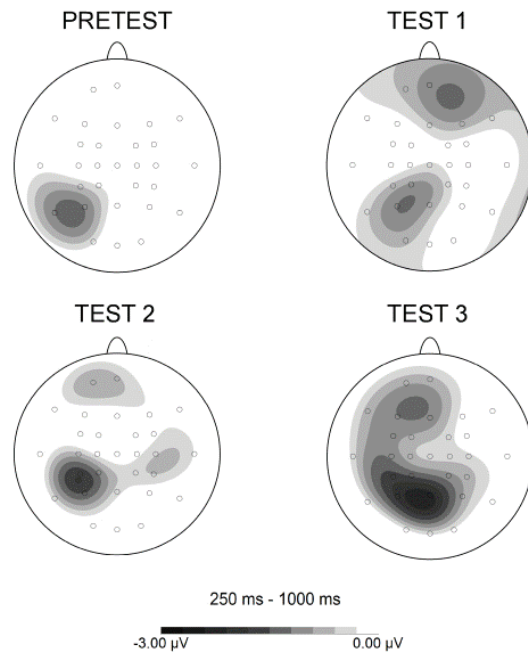 PRETEST
TEST 1
TEST 2
TEST 3
250 ms - 1000 ms
-3.00 µV
0.00 µV